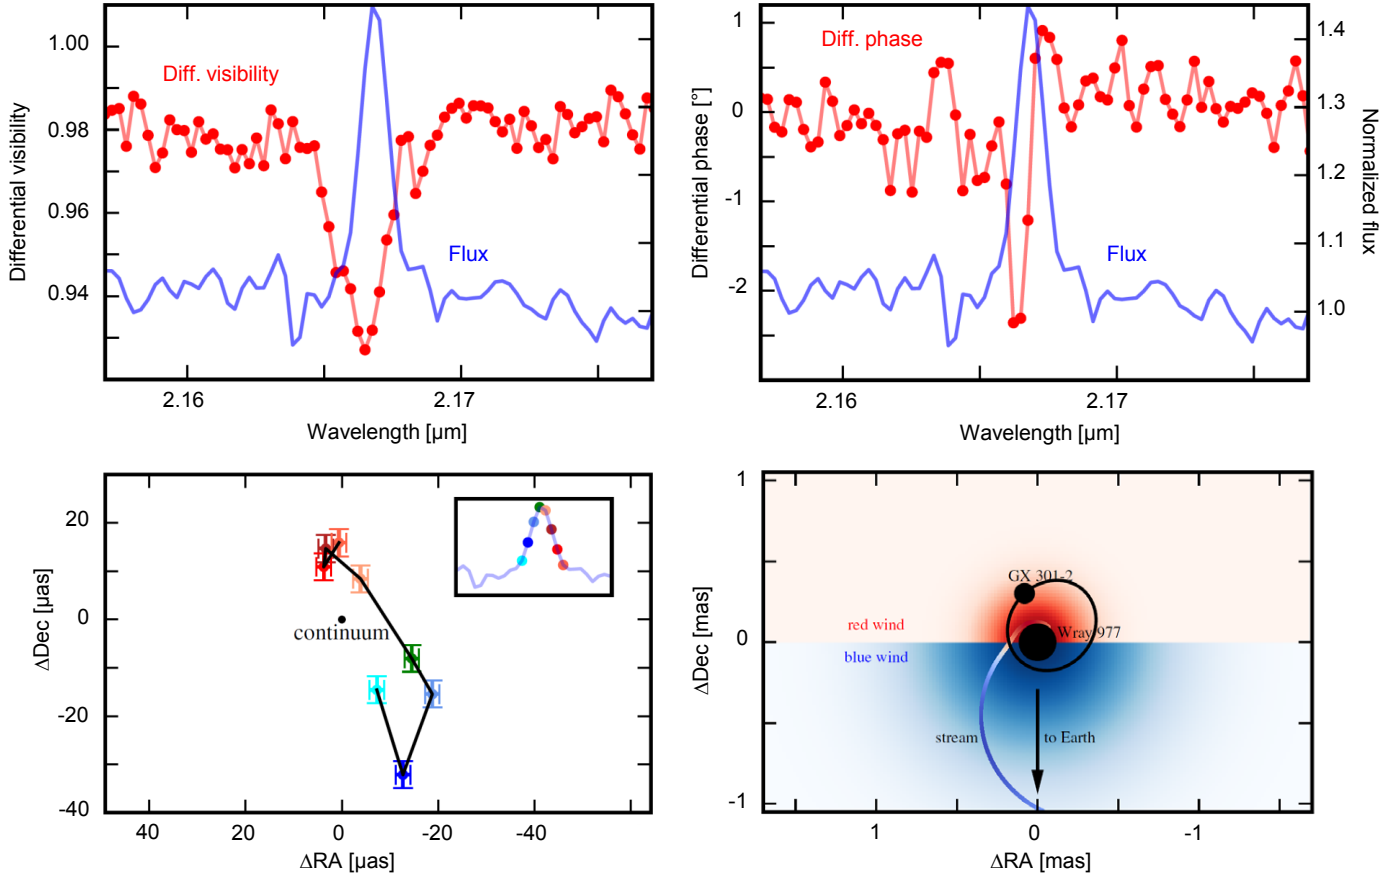 1.00
0.98
0.96
0.94
Differential visibility
Diff. visibility
Flux
2.16
2.17
Wavelength [µm]
1
0
-1
-2
Differential phase [°]
Diff. phase
Flux
1.4
1.3
1.2
1.1
1.0
Normalized flux
2.16
2.17
Wavelength [µm]
20
0
-20
-40
ΔDec [µas]
continuum
40
20
0
-20
-40
ΔRA [µas]
1
0
-1
ΔDec [mas]
GX 301-2
red wind
Wray 977
blue wind
stream
to Earth
1
0
-1
ΔRA [mas]